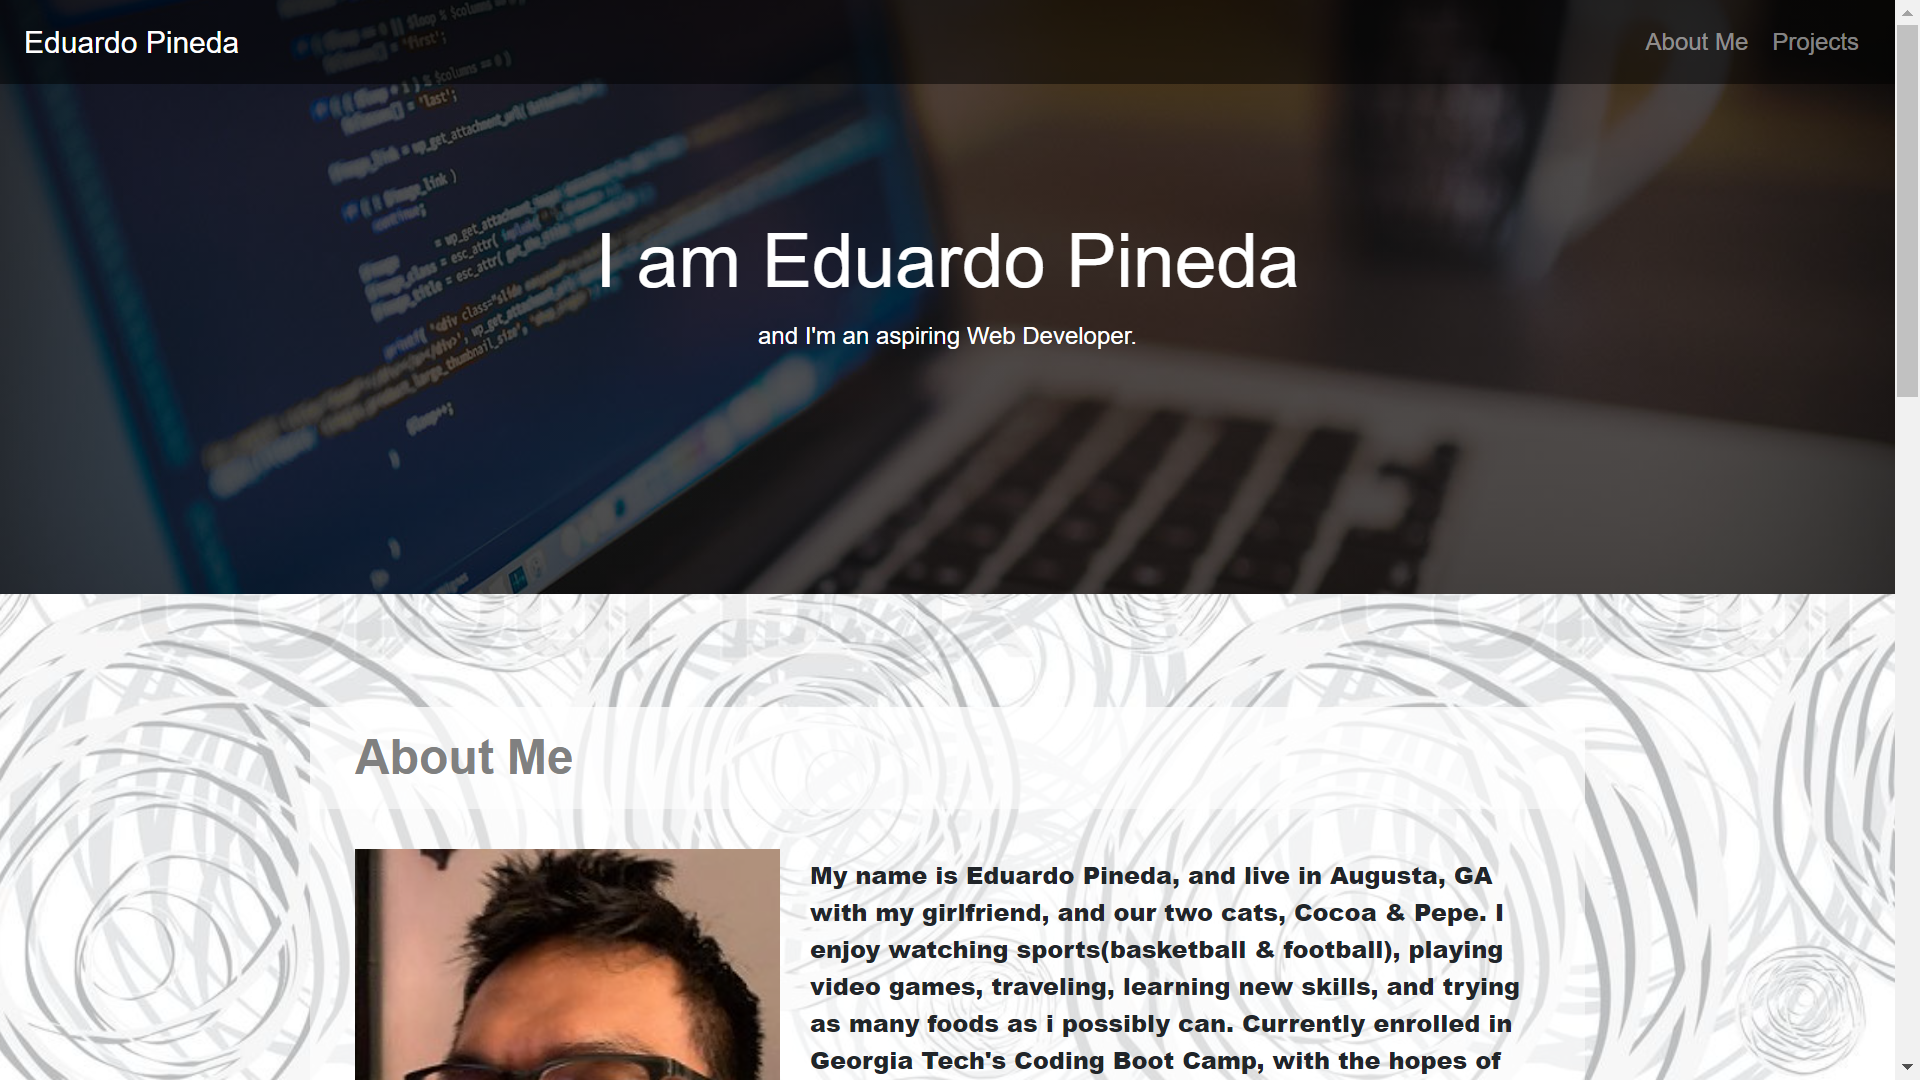 Eduardo Pineda
About Me
Projects
I am Eduardo Pineda
and I'm an aspiring Web Developer.
About Me
My name is Eduardo Pineda, and live in Augusta, GA
with my girlfriend, and our two cats, Cocoa & Pepe. I
enjoy watching sports(basketball & football), playing
video games, traveling, learning new skills, and trying
as many foods as i possibly can. Currently enrolled in
Georgia Tech's Coding Boot Camp, with the hopes of